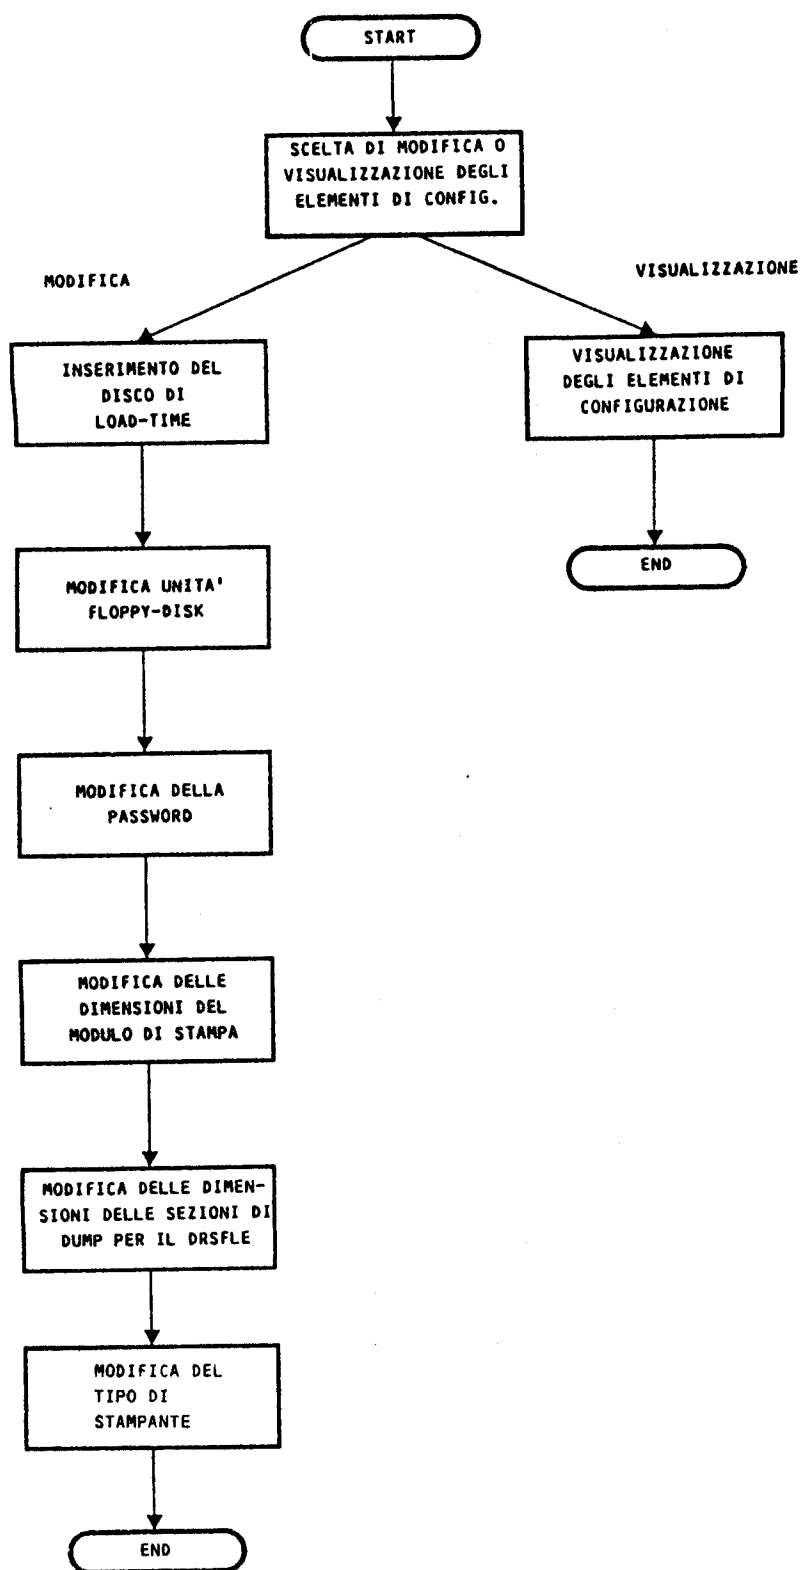 START
SCELTA DI MODIFICA O
VISUALIZZAZIONE DEGLI
ELEMENTI DI CONFIG.
MODIFICA
VISUALIZZAZIONE
INSERIMENTO DEL
DISCO DI
LOAD-TIME
VISUALIZZAZIONE
DEGLI ELEMENTI DI
CONFIGURAZIONE
END
MODIFICA UNITA'
FLOPPY-DISK
MODIFICA DELLA
PASSWORD
MODIFICA DELLE
DIMENSIONI DEL
MODULO DI STAMPA
MODIFICA DELLE DIMEN-
SIONI DELLE SEZIONI DI
DUMP PER IL DRSFLE
MODIFICA DEL
TIPO DI
STAMPANTE
END